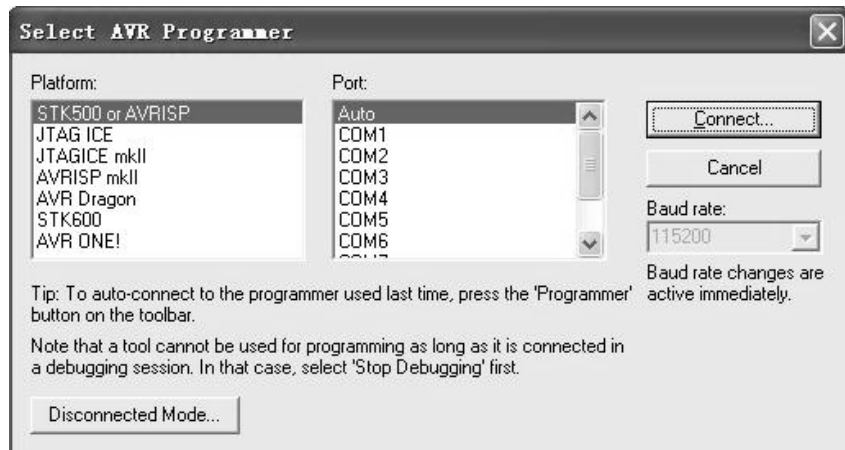 Select AVR Programmer
Platform:
STK500 or AVRISP
JTAG ICE
JTAGICE mkII
AVRISP mkII
AVR Dragon
STK600
AVR ONE!
Port:
Auto
COM1
COM2
COM3
COM4
COM5
COM6
Connect...
Cancel
Baud rate:
115200
Baud rate changes are
active immediately.
Tip: To auto-connect to the programmer used last time, press the 'Programmer'
button on the toolbar.
Note that a tool cannot be used for programming as long as it is connected in
a debugging session. In that case, select 'Stop Debugging' first.
Disconnected Mode...